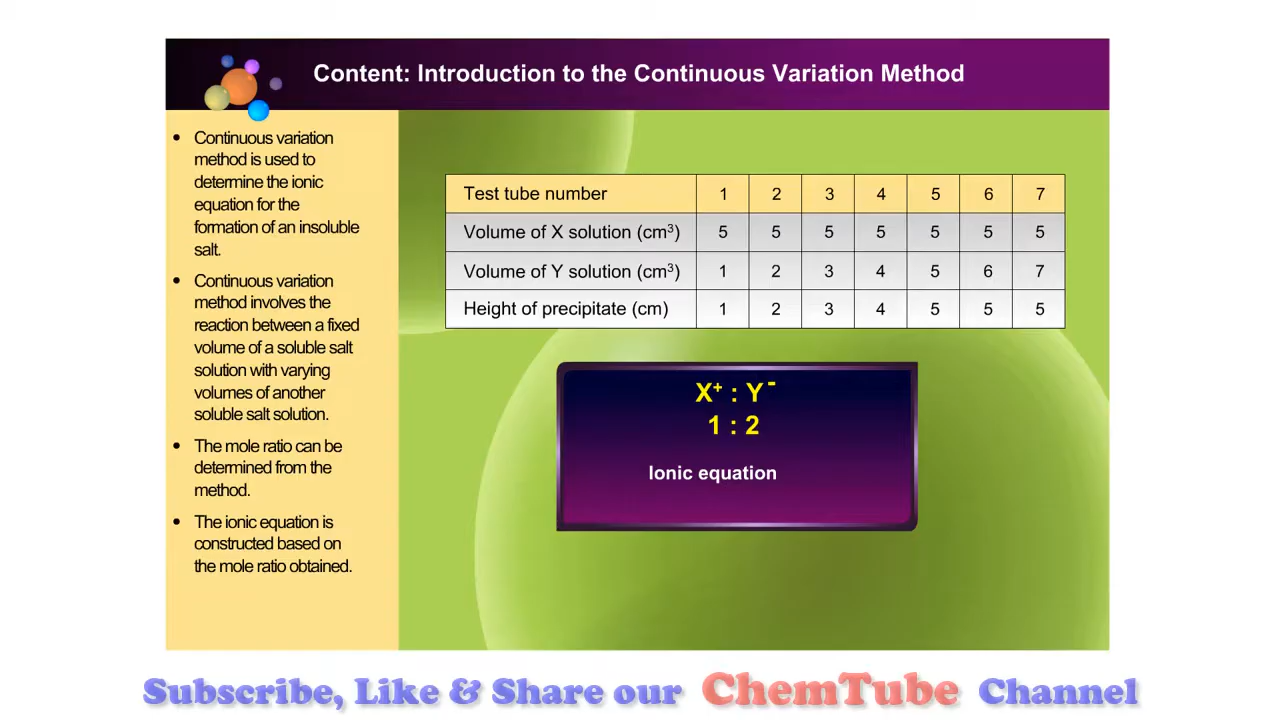 Content: Introduction to the Continuous Variation Method
• Continuous variation
method is used to
determine the ionic
equation for the
formation of an insoluble
salt.
• Continuous variation
method involves the
reaction between a fixed
volume of a soluble salt
solution with varying
volumes of another
soluble salt solution.
• The mole ratio can be
determined from the
method.
• The ionic equation is
constructed based on
the mole ratio obtained.
Test tube number 1 2 3 4 5 6 7
Volume of X solution (cm³) 5 5 5 5 5 5 5
Volume of Y solution (cm³) 1 2 3 4 5 6 7
Height of precipitate (cm) 1 2 3 4 5 5 5
X⁺ : Y⁻
1 : 2
Ionic equation
Subscribe, Like & Share our ChemTube Channel